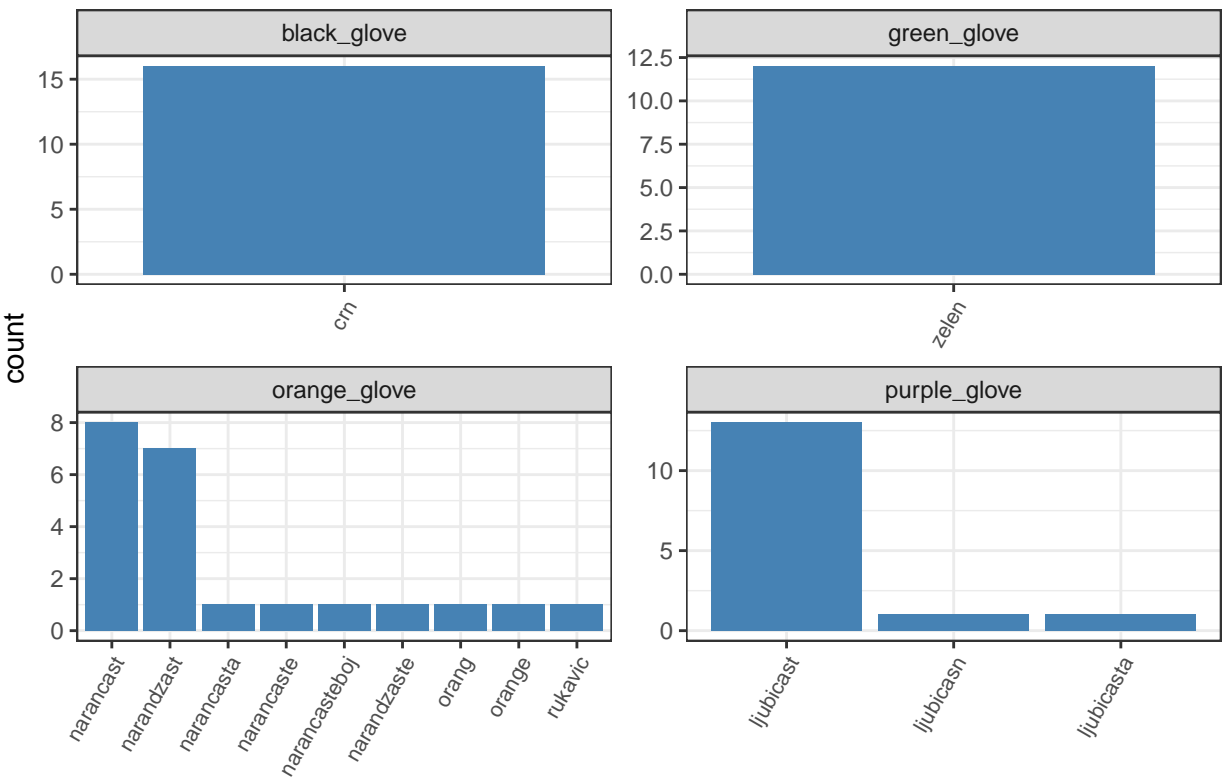 black_glove
15
10
5
0
crn
green_glove
12.5
10.0
7.5
5.0
2.5
0.0
zelen
count
orange_glove
8
6
4
2
0
narancast
narandzast
narancasta
narancaste
narancasteboj
narandzaste
orang
orange
rukavic
purple_glove
10
5
0
ljubicast
ljubicasn
ljubicasta